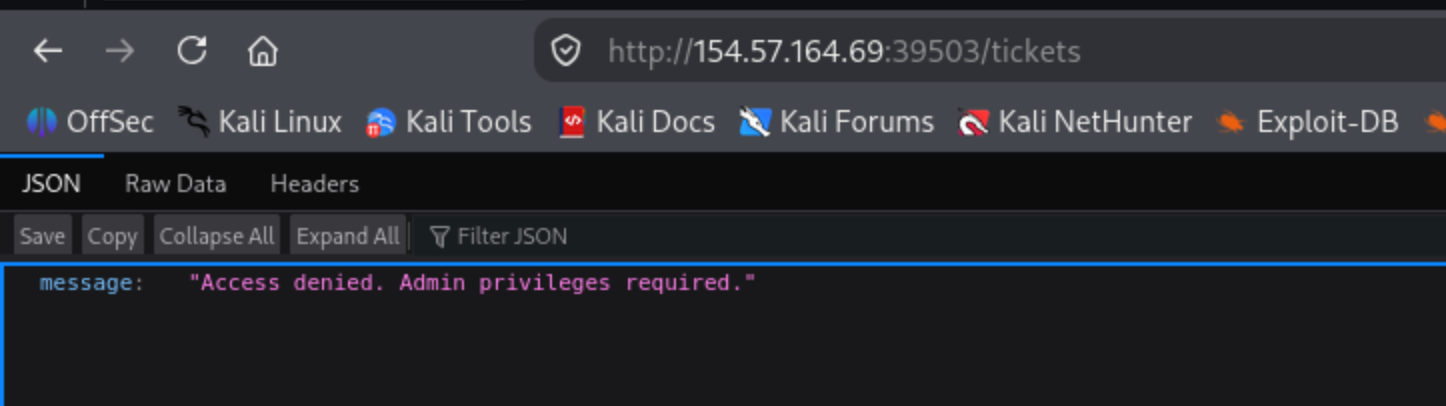 http://154.57.164.69:39503/tickets
OffSec Kali Linux Kali Tools Kali Docs Kali Forums Kali NetHunter Exploit-DB
JSON Raw Data Headers
Save Copy Collapse All Expand All Filter JSON
message: "Access denied. Admin privileges required."